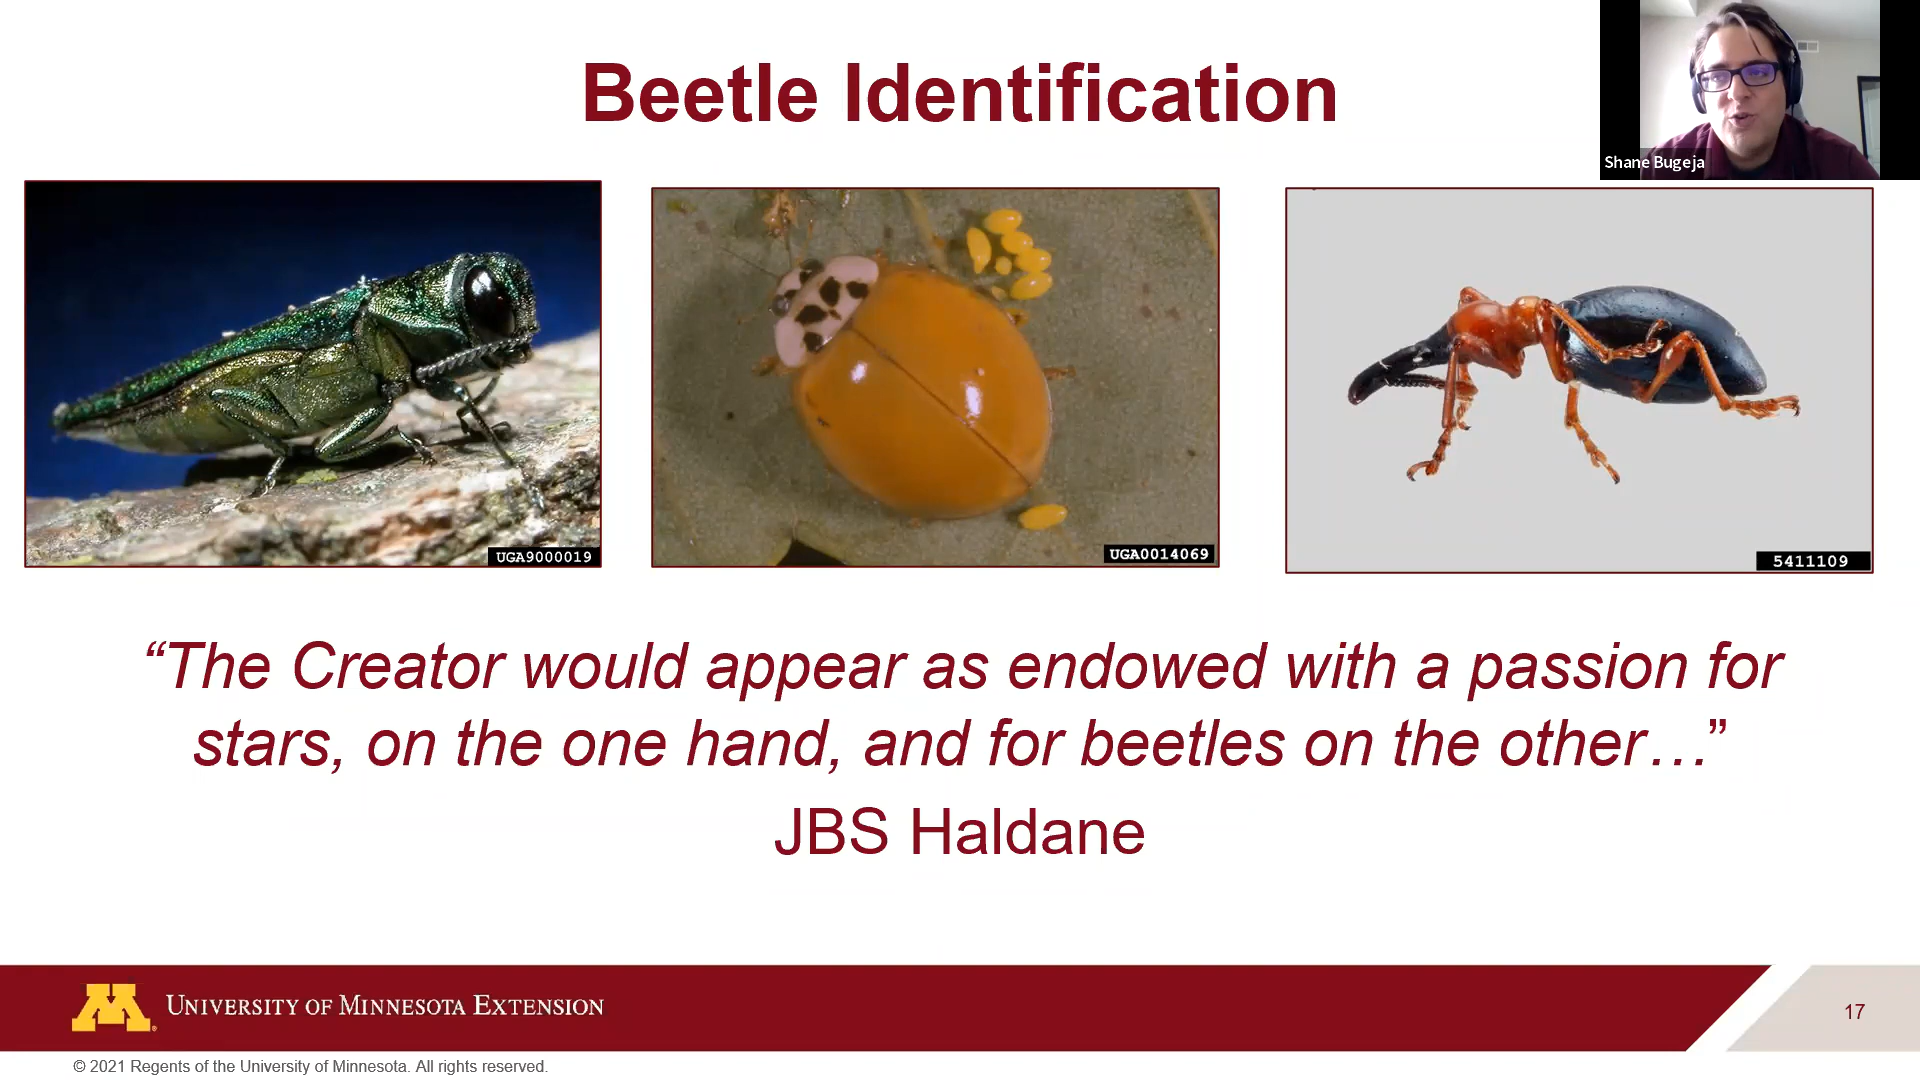 Beetle Identification
Shane Bugeja
UGA9000019
UGA0014069
5411109
“The Creator would appear as endowed with a passion for
stars, on the one hand, and for beetles on the other…”
JBS Haldane
M
UNIVERSITY OF MINNESOTA EXTENSION
17
© 2021 Regents of the University of Minnesota. All rights reserved.